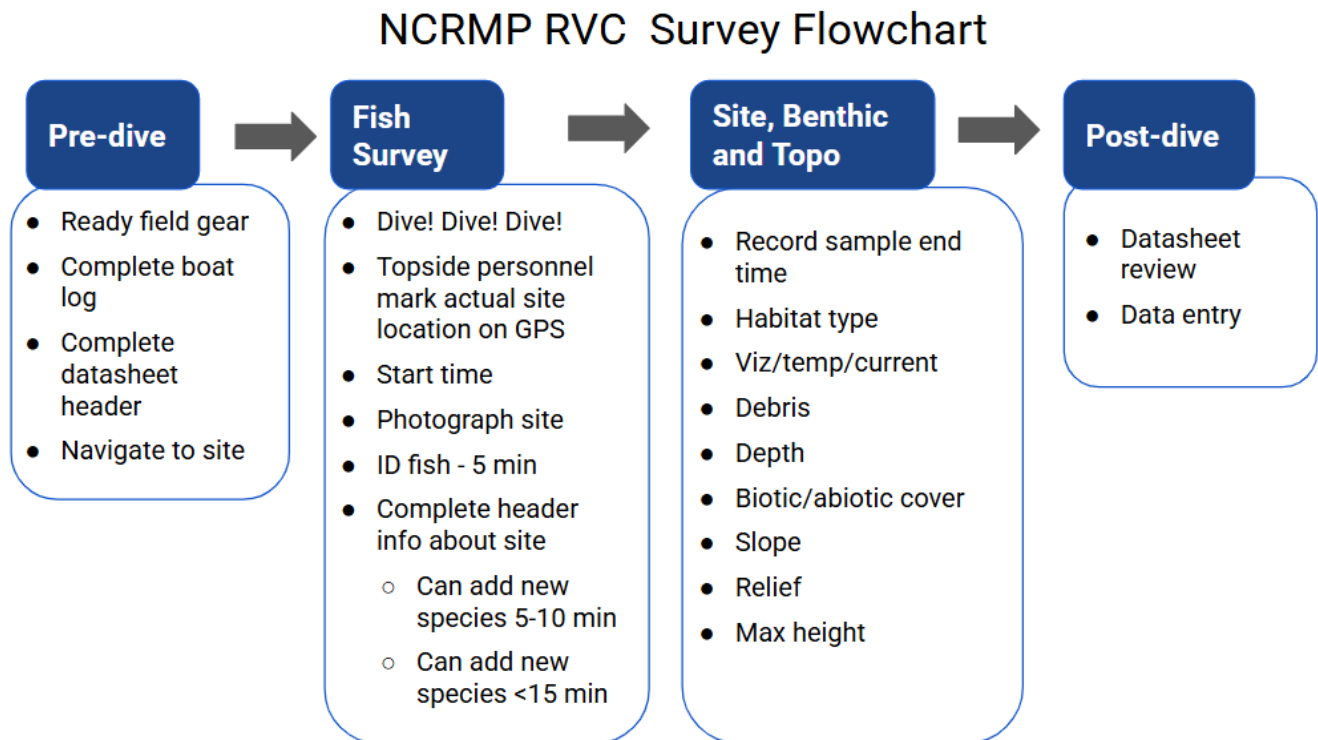 NCRMP RVC  Survey Flowchart
Pre-dive
● Ready field gear
● Complete boat
log
● Complete
datasheet
header
● Navigate to site
Fish
Survey
● Dive! Dive! Dive!
● Topside personnel
mark actual site
location on GPS
● Start time
● Photograph site
● ID fish - 5 min
● Complete header
info about site
○ Can add new
species 5-10 min
○ Can add new
species <15 min
Site, Benthic
and Topo
● Record sample end
time
● Habitat type
● Viz/temp/current
● Debris
● Depth
● Biotic/abiotic cover
● Slope
● Relief
● Max height
Post-dive
● Datasheet
review
● Data entry